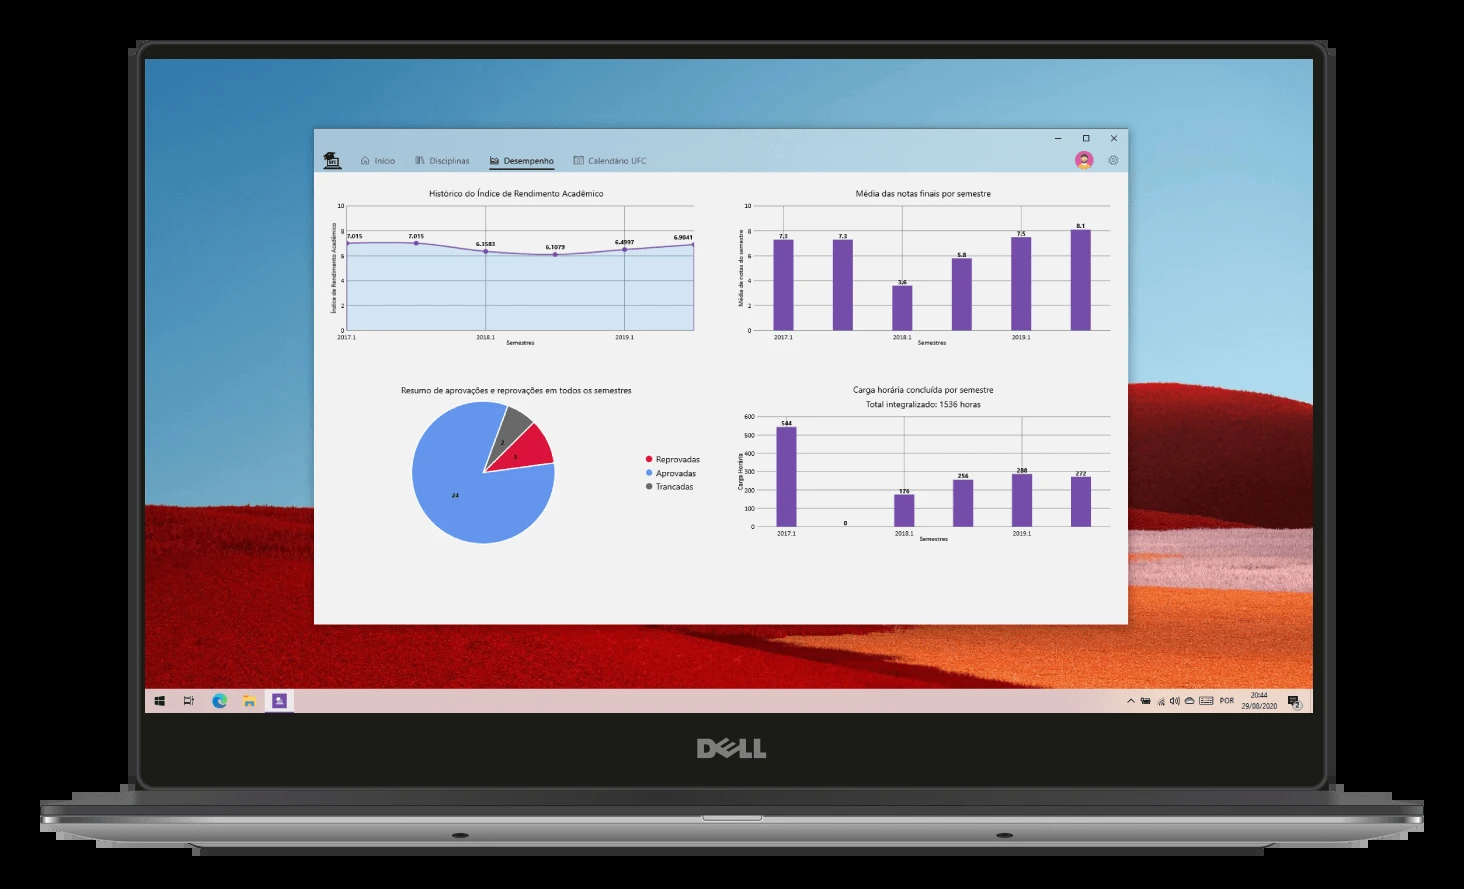 Início
Disciplinas
Desempenho
Calendário UFC
Histórico do Índice de Rendimento Acadêmico
10
8
6
4
2
0
Índice de Rendimento Acadêmico
7.015
7.015
6.3583
6.1079
6.4997
6.9041
2017.1
2018.1
2019.1
Semestres
Média das notas finais por semestre
10
8
6
4
2
0
Média de notas do semestre
7.3
7.3
3.6
5.8
7.5
8.1
2017.1
2018.1
2019.1
Semestres
Resumo de aprovações e reprovações em todos os semestres
2
3
24
Reprovadas
Aprovadas
Trancadas
Carga horária concluída por semestre
Total integralizado: 1536 horas
600
500
400
300
200
100
0
Carga Horária
544
0
176
256
288
272
2017.1
2018.1
2019.1
Semestres
POR
20:44
29/08/2020
2
DELL